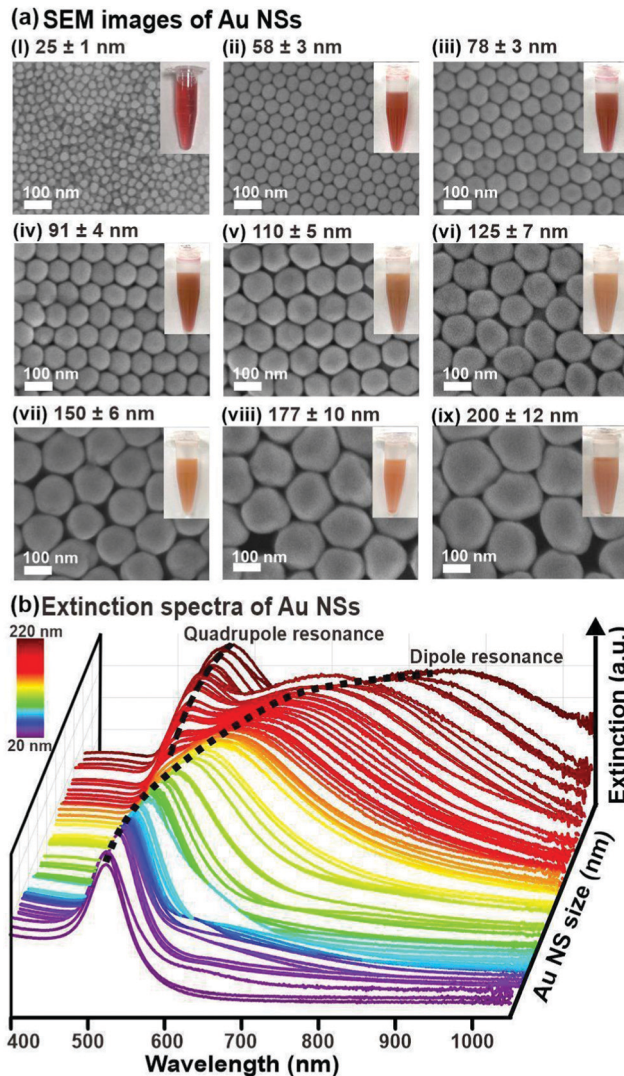 (a) SEM images of Au NSs
(I) 25 ± 1 nm
(ii) 58 ± 3 nm
(iii) 78 ± 3 nm
100 nm
100 nm
100 nm
(iv) 91 ± 4 nm
(v) 110 ± 5 nm
(vi) 125 ± 7 nm
100 nm
100 nm
100 nm
(vii) 150 ± 6 nm
(viii) 177 ± 10 nm
(ix) 200 ± 12 nm
100 nm
100 nm
100 nm
(b) Extinction spectra of Au NSs
220 nm
20 nm
Quadrupole resonance
Dipole resonance
Extinction (a.u.)
Au NS size (nm)
400 500 600 700 800 900 1000
Wavelength (nm)